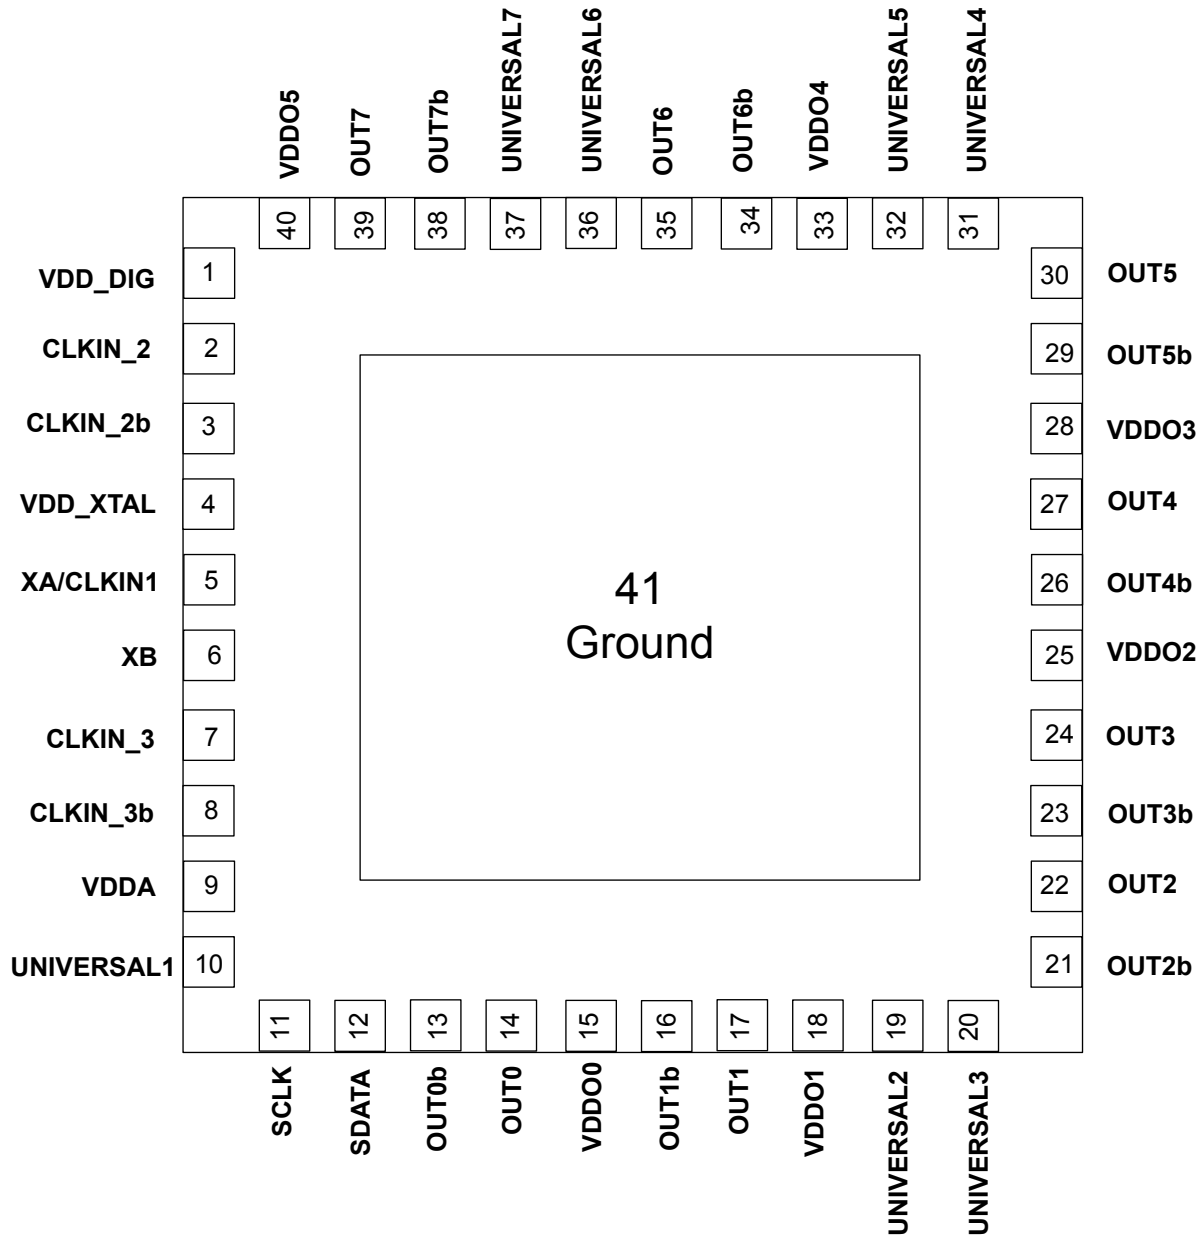 VDDO5
OUT7
OUT7b
UNIVERSAL7
UNIVERSAL6
OUT6
OUT6b
VDDO4
UNIVERSAL5
UNIVERSAL4
40
39
38
37
36
35
34
33
32
31
VDD_DIG 1
CLKIN_2 2
CLKIN_2b 3
VDD_XTAL 4
XA/CLKIN1 5
XB 6
CLKIN_3 7
CLKIN_3b 8
VDDA 9
UNIVERSAL1 10
41
Ground
30 OUT5
29 OUT5b
28 VDDO3
27 OUT4
26 OUT4b
25 VDDO2
24 OUT3
23 OUT3b
22 OUT2
21 OUT2b
11
12
13
14
15
16
17
18
19
20
SCLK
SDATA
OUT0b
OUT0
VDDO0
OUT1b
OUT1
VDDO1
UNIVERSAL2
UNIVERSAL3